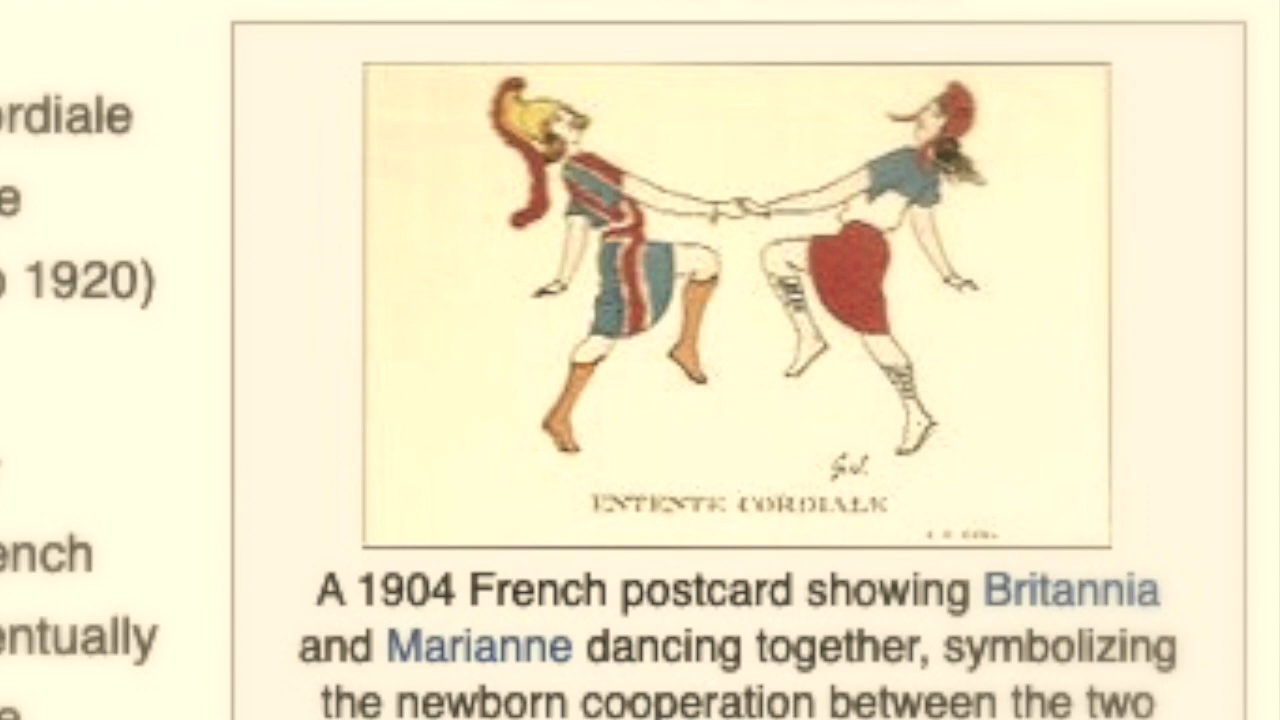 ordiale
e
1920)
ench
entually
e
ENTENTE CORDIALE
A 1904 French postcard showing Britannia
and Marianne dancing together, symbolizing
the newborn cooperation between the two